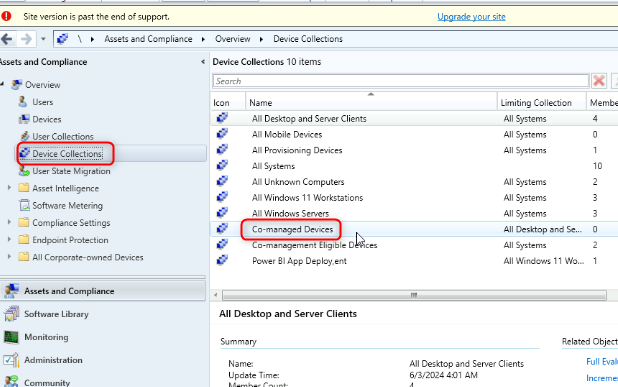 Site version is past the end of support. Upgrade your site
\ Assets and Compliance Overview Device Collections
Assets and Compliance
Overview
Users
Devices
User Collections
Device Collections
User State Migration
Asset Intelligence
Software Metering
Compliance Settings
Endpoint Protection
All Corporate-owned Devices
Assets and Compliance
Software Library
Monitoring
Administration
Community
Device Collections 10 items
Search
Icon Name Limiting Collection Membe
All Desktop and Server Clients All Systems 4
All Mobile Devices All Systems 0
All Provisioning Devices All Systems 1
All Systems 10
All Unknown Computers All Systems 2
All Windows 11 Workstations All Systems 3
All Windows Servers All Systems 3
Co-managed Devices All Desktop and Se... 0
Co-management Eligible Devices All Systems 2
Power BI App Deploy,ent All Windows 11 Wo... 1
All Desktop and Server Clients
Summary
Name: All Desktop and Server Clients
Update Time: 6/3/2024 4:01 AM
Member Count: 4
Related Object
Full Evalu
Increme